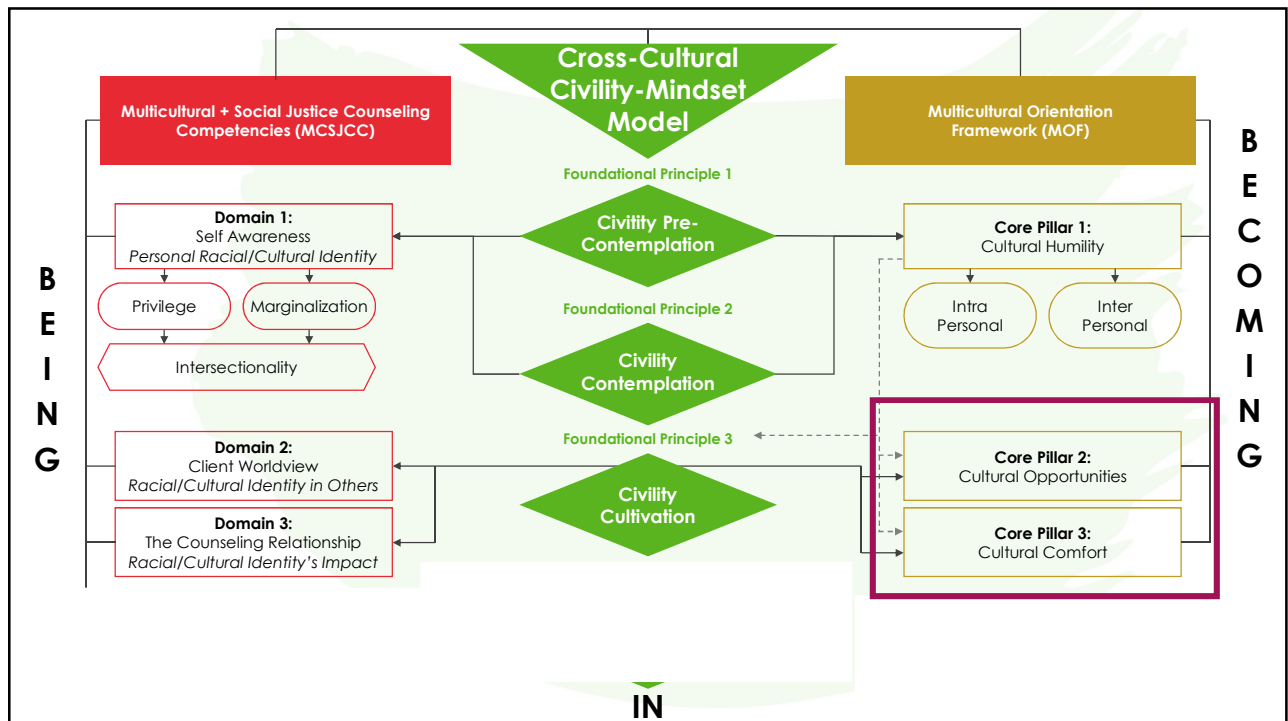 Cross-Cultural
Civility-Mindset
Model
Multicultural + Social Justice Counseling
Competencies (MCSJCC)
Multicultural Orientation
Framework (MOF)
B
E
I
N
G
B
E
C
O
M
I
N
G
Foundational Principle 1
Civitity Pre-
Contemplation
Domain 1:
Self Awareness
Personal Racial/Cultural Identity
Privilege
Marginalization
Intersectionality
Core Pillar 1:
Cultural Humility
Intra
Personal
Inter
Personal
Foundational Principle 2
Civility
Contemplation
Foundational Principle 3
Civility
Cultivation
Domain 2:
Client Worldview
Racial/Cultural Identity in Others
Domain 3:
The Counseling Relationship
Racial/Cultural Identity's Impact
Core Pillar 2:
Cultural Opportunities
Core Pillar 3:
Cultural Comfort
IN